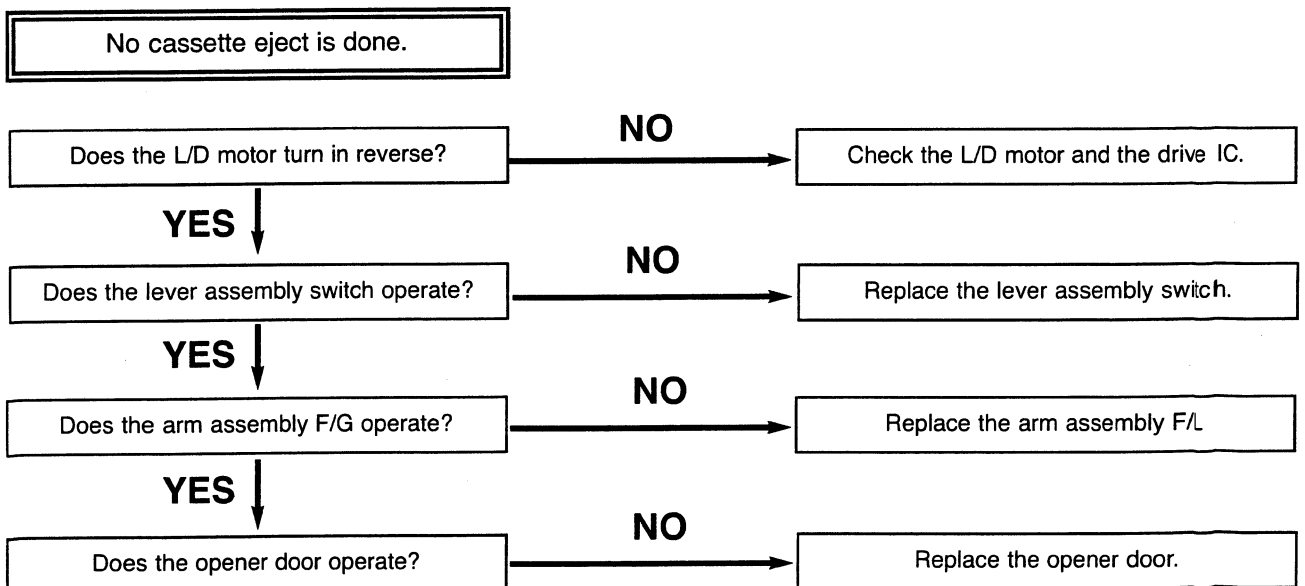 No cassette eject is done.
Does the L/D motor turn in reverse?
NO
Check the L/D motor and the drive IC.
YES
Does the lever assembly switch operate?
NO
Replace the lever assembly switch.
YES
Does the arm assembly F/G operate?
NO
Replace the arm assembly F/L
YES
Does the opener door operate?
NO
Replace the opener door.